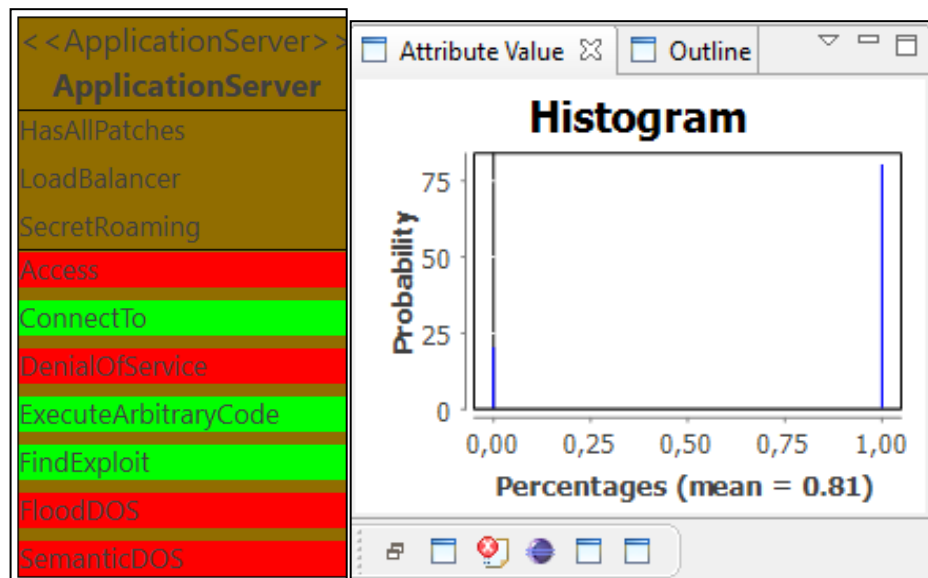 <<ApplicationServer>>
ApplicationServer
HasAllPatches
LoadBalancer
SecretRoaming
Access
ConnectTo
DenialOfService
ExecuteArbitraryCode
FindExploit
FloodDOS
SemanticDOS
Attribute Value
Outline
Histogram
Probability
75
50
25
0
0,00 0,25 0,50 0,75 1,00
Percentages (mean = 0.81)